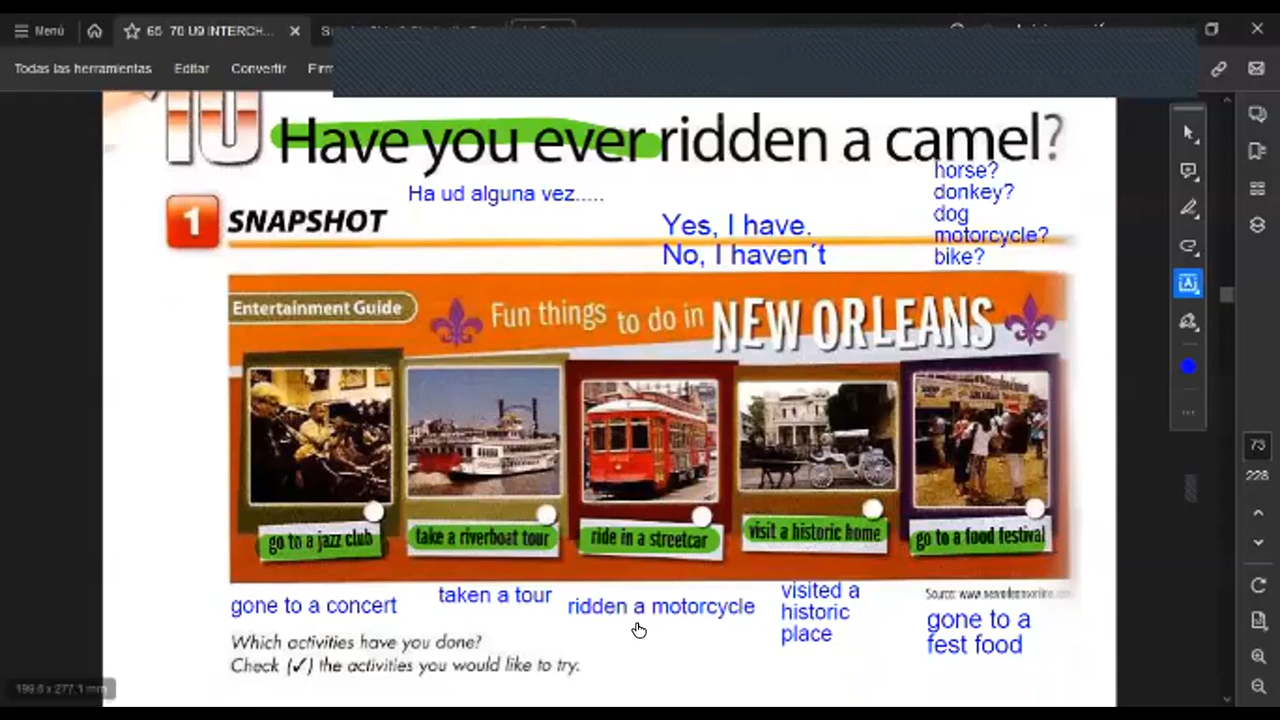 Menú
65 70 U9 INTERCH...
Todas las herramientas
Editar
Convertir
10
Have you ever ridden a camel?
Ha ud alguna vez.....
horse?
donkey?
dog
motorcycle?
bike?
1 SNAPSHOT
Yes, I have.
No, I haven´t
Entertainment Guide
Fun things to do in NEW ORLEANS
go to a jazz club
take a riverboat tour
ride in a streetcar
visit a historic home
go to a food festival
gone to a concert
taken a tour
ridden a motorcycle
visited a
historic
place
gone to a
fest food
Which activities have you done?
Check (✓) the activities you would like to try.
73
228